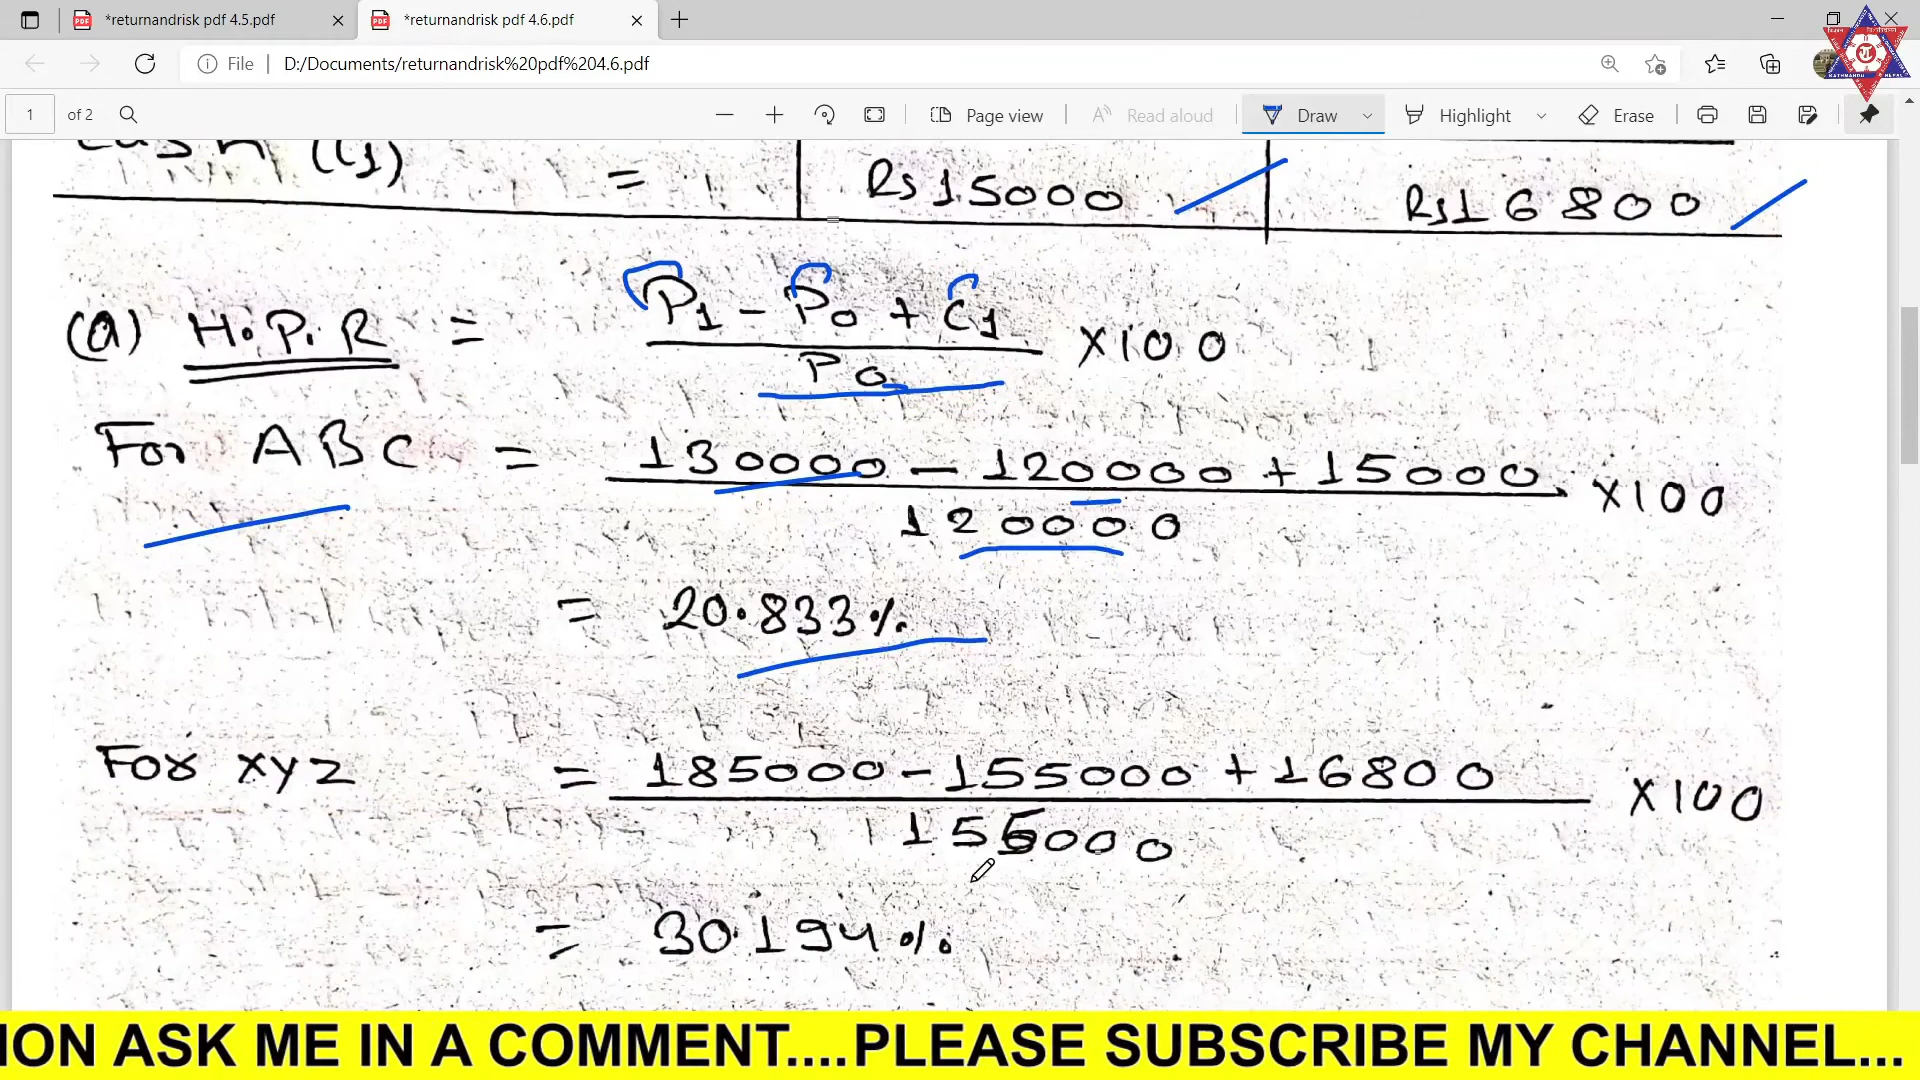 *returnandrisk pdf 4.5.pdf
*returnandrisk pdf 4.6.pdf
File | D:/Documents/returnandrisk%20pdf%204.6.pdf
1 of 2
Page view
Read aloud
Draw
Highlight
Erase
Cash (C1) = Rs 15000 Rs 16800
(a) H.P.R = P1 - P0 + C1 X100
P0
For ABC = 130000 - 120000 + 15000 X100
120000
= 20.833%
For xyz = 185000 - 155000 + 16800 X100
155000
= 30.194%
ION ASK ME IN A COMMENT....PLEASE SUBSCRIBE MY CHANNEL...